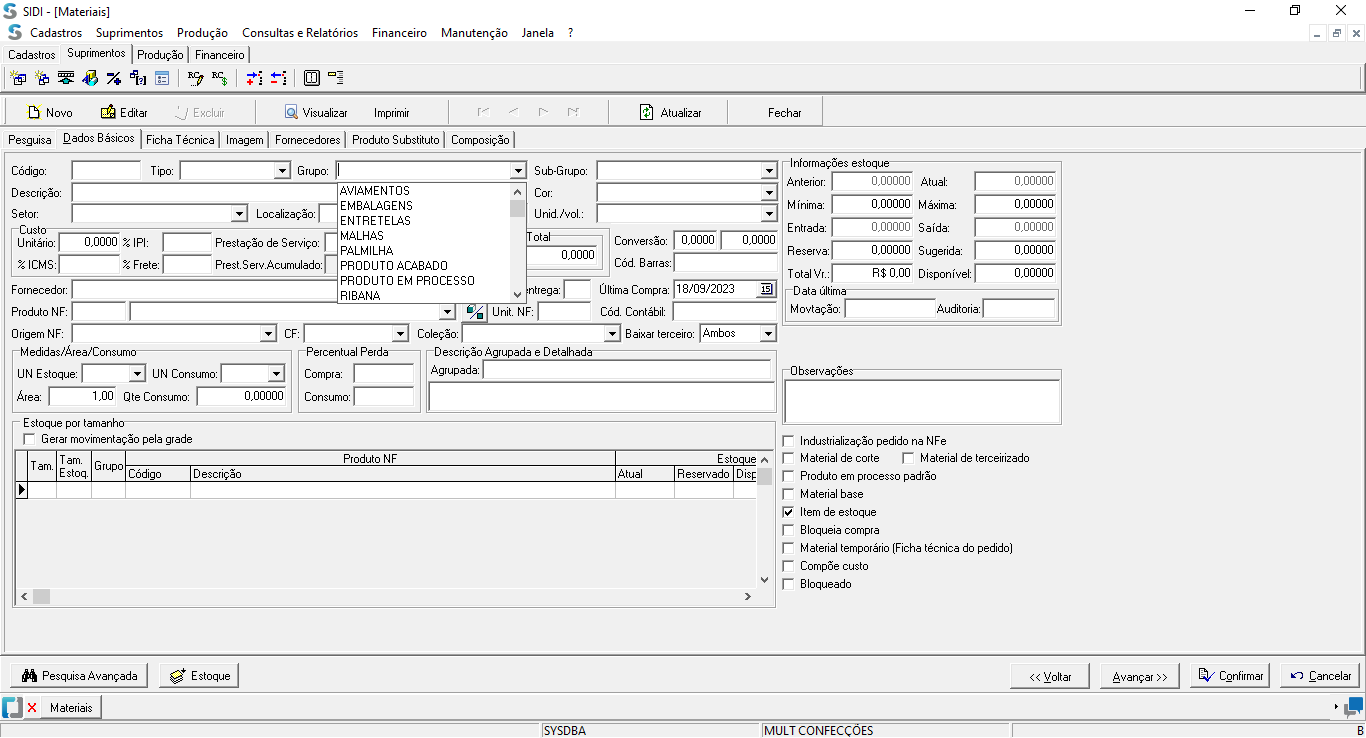 SIDI - [Materiais]
Cadastros Suprimentos Produção Consultas e Relatórios Financeiro Manutenção Janela ?
Cadastros Suprimentos Produção Financeiro
Novo Editar Excluir Visualizar Imprimir Atualizar Fechar
Pesquisa Dados Básicos Ficha Técnica Imagem Fornecedores Produto Substituto Composição
Código: Tipo: Grupo: Sub-Grupo:
Descrição: Cor:
Setor: Localização: Unid./vol.:
AVIAMENTOS
EMBALAGENS
ENTRETELAS
MALHAS
PALMILHA
PRODUTO ACABADO
PRODUTO EM PROCESSO
RIBANA
Custo
Unitário: 0,0000 % IPI: Prestação de Serviço: Total 0,0000
% ICMS: % Frete: Prest.Serv.Acumulado:
Conversão: 0,0000 0,0000
Cód. Barras:
Fornecedor: entrega: Última Compra: 18/09/2023 15
Produto NF: Unit. NF: Cód. Contábil:
Origem NF: CF: Coleção: Baixar terceiro: Ambos
Medidas/Área/Consumo
UN Estoque: UN Consumo:
Área: 1,00 Qte Consumo: 0,00000
Percentual Perda
Compra:
Consumo:
Descrição Agrupada e Detalhada
Agrupada:
Estoque por tamanho
Gerar movimentação pela grade
Tam. Tam. Estoq. Grupo Produto NF Estoque
Código Descrição Atual Reservado Disp
Informações estoque
Anterior: 0,00000 Atual: 0,00000
Mínima: 0,00000 Máxima: 0,00000
Entrada: 0,00000 Saída: 0,00000
Reserva: 0,00000 Sugerida: 0,00000
Total Vr.: R$ 0,00 Disponível: 0,00000
Data última
Movtação: Auditoria:
Observações
Industrialização pedido na NFe
Material de corte Material de terceirizado
Produto em processo padrão
Material base
Item de estoque
Bloqueia compra
Material temporário (Ficha técnica do pedido)
Compõe custo
Bloqueado
Pesquisa Avançada Estoque << Voltar Avançar >> Confirmar Cancelar
Materiais
SYSDBA MULT CONFECÇÕES B